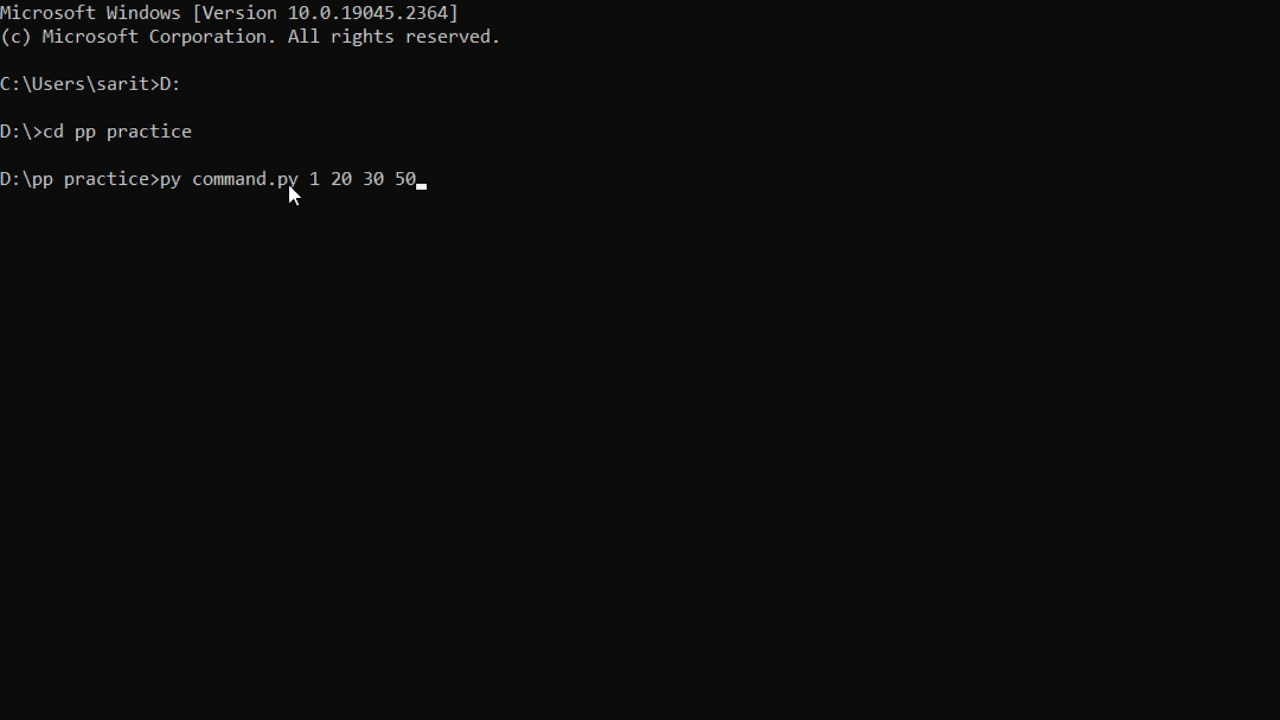 Microsoft Windows [Version 10.0.19045.2364]
(c) Microsoft Corporation. All rights reserved.
C:\Users\sarit>D:
D:\>cd pp practice
D:\pp practice>py command.py 1 20 30 50